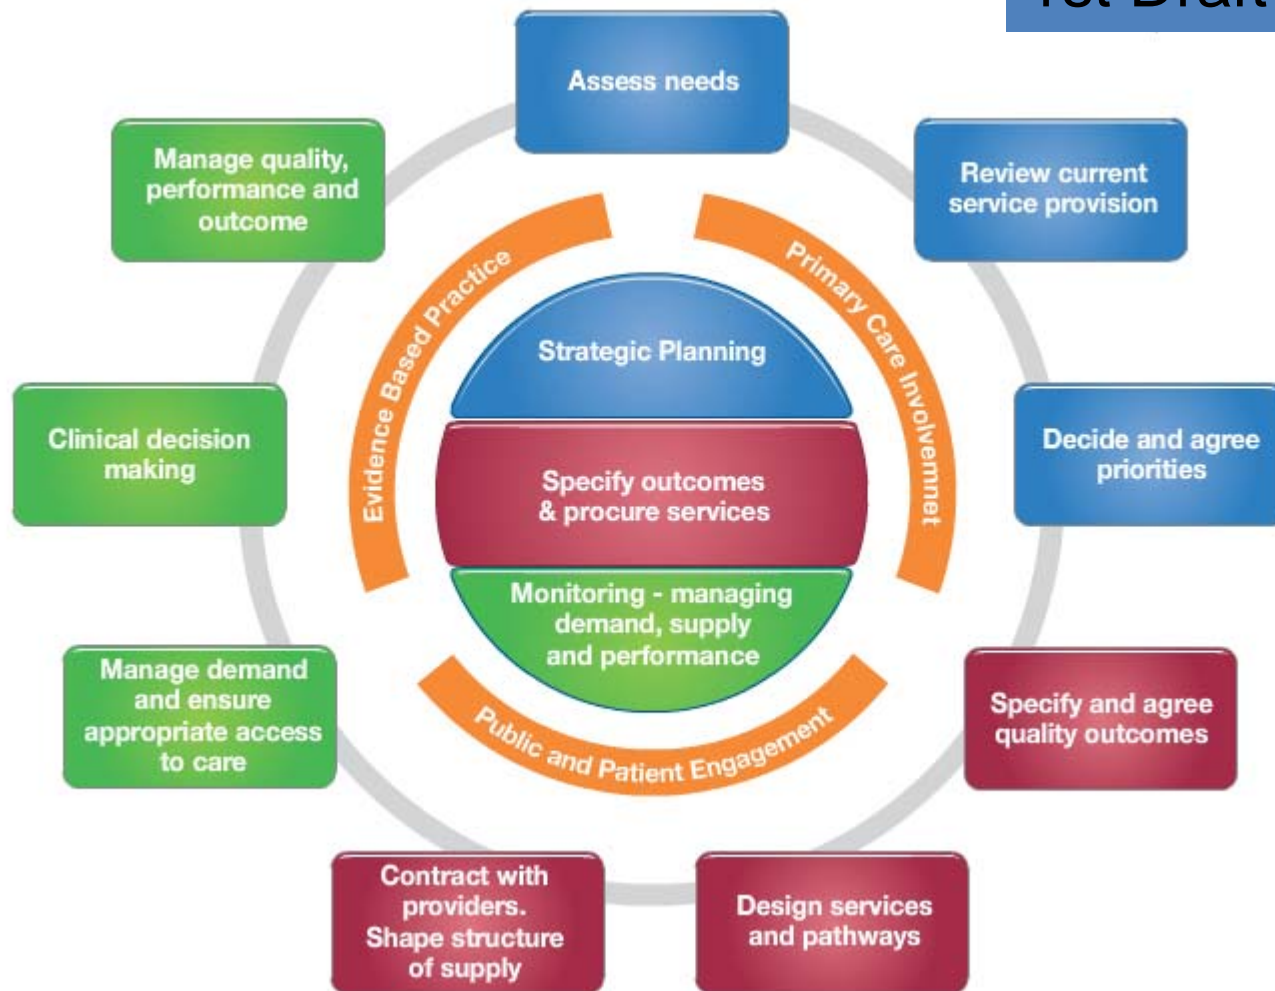 1st Draft
Assess needs
Manage quality,
performance and
outcome
Review current
service provision
Evidence Based Practice
Primary Care Involvemnet
Strategic Planning
Clinical decision
making
Specify outcomes
& procure services
Decide and agree
priorities
Monitoring - managing
demand, supply
and performance
Manage demand
and ensure
appropriate access
to care
Public and Patient Engagement
Specify and agree
quality outcomes
Contract with
providers.
Shape structure
of supply
Design services
and pathways